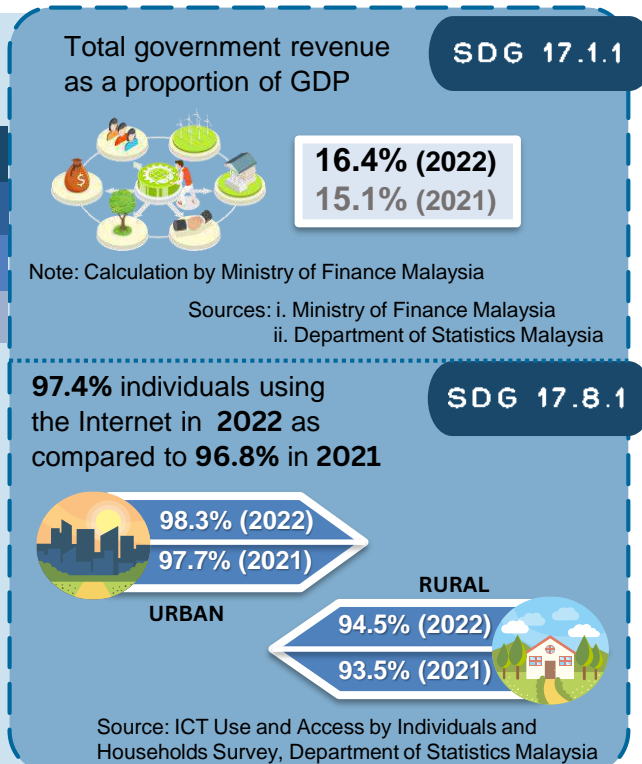 Total government revenue
as a proportion of GDP
SDG 17.1.1
$
16.4% (2022)
15.1% (2021)
Note: Calculation by Ministry of Finance Malaysia
Sources: i. Ministry of Finance Malaysia
ii. Department of Statistics Malaysia
97.4% individuals using
the Internet in 2022 as
compared to 96.8% in 2021
SDG 17.8.1
98.3% (2022)
97.7% (2021)
URBAN
RURAL
94.5% (2022)
93.5% (2021)
Source: ICT Use and Access by Individuals and
Households Survey, Department of Statistics Malaysia